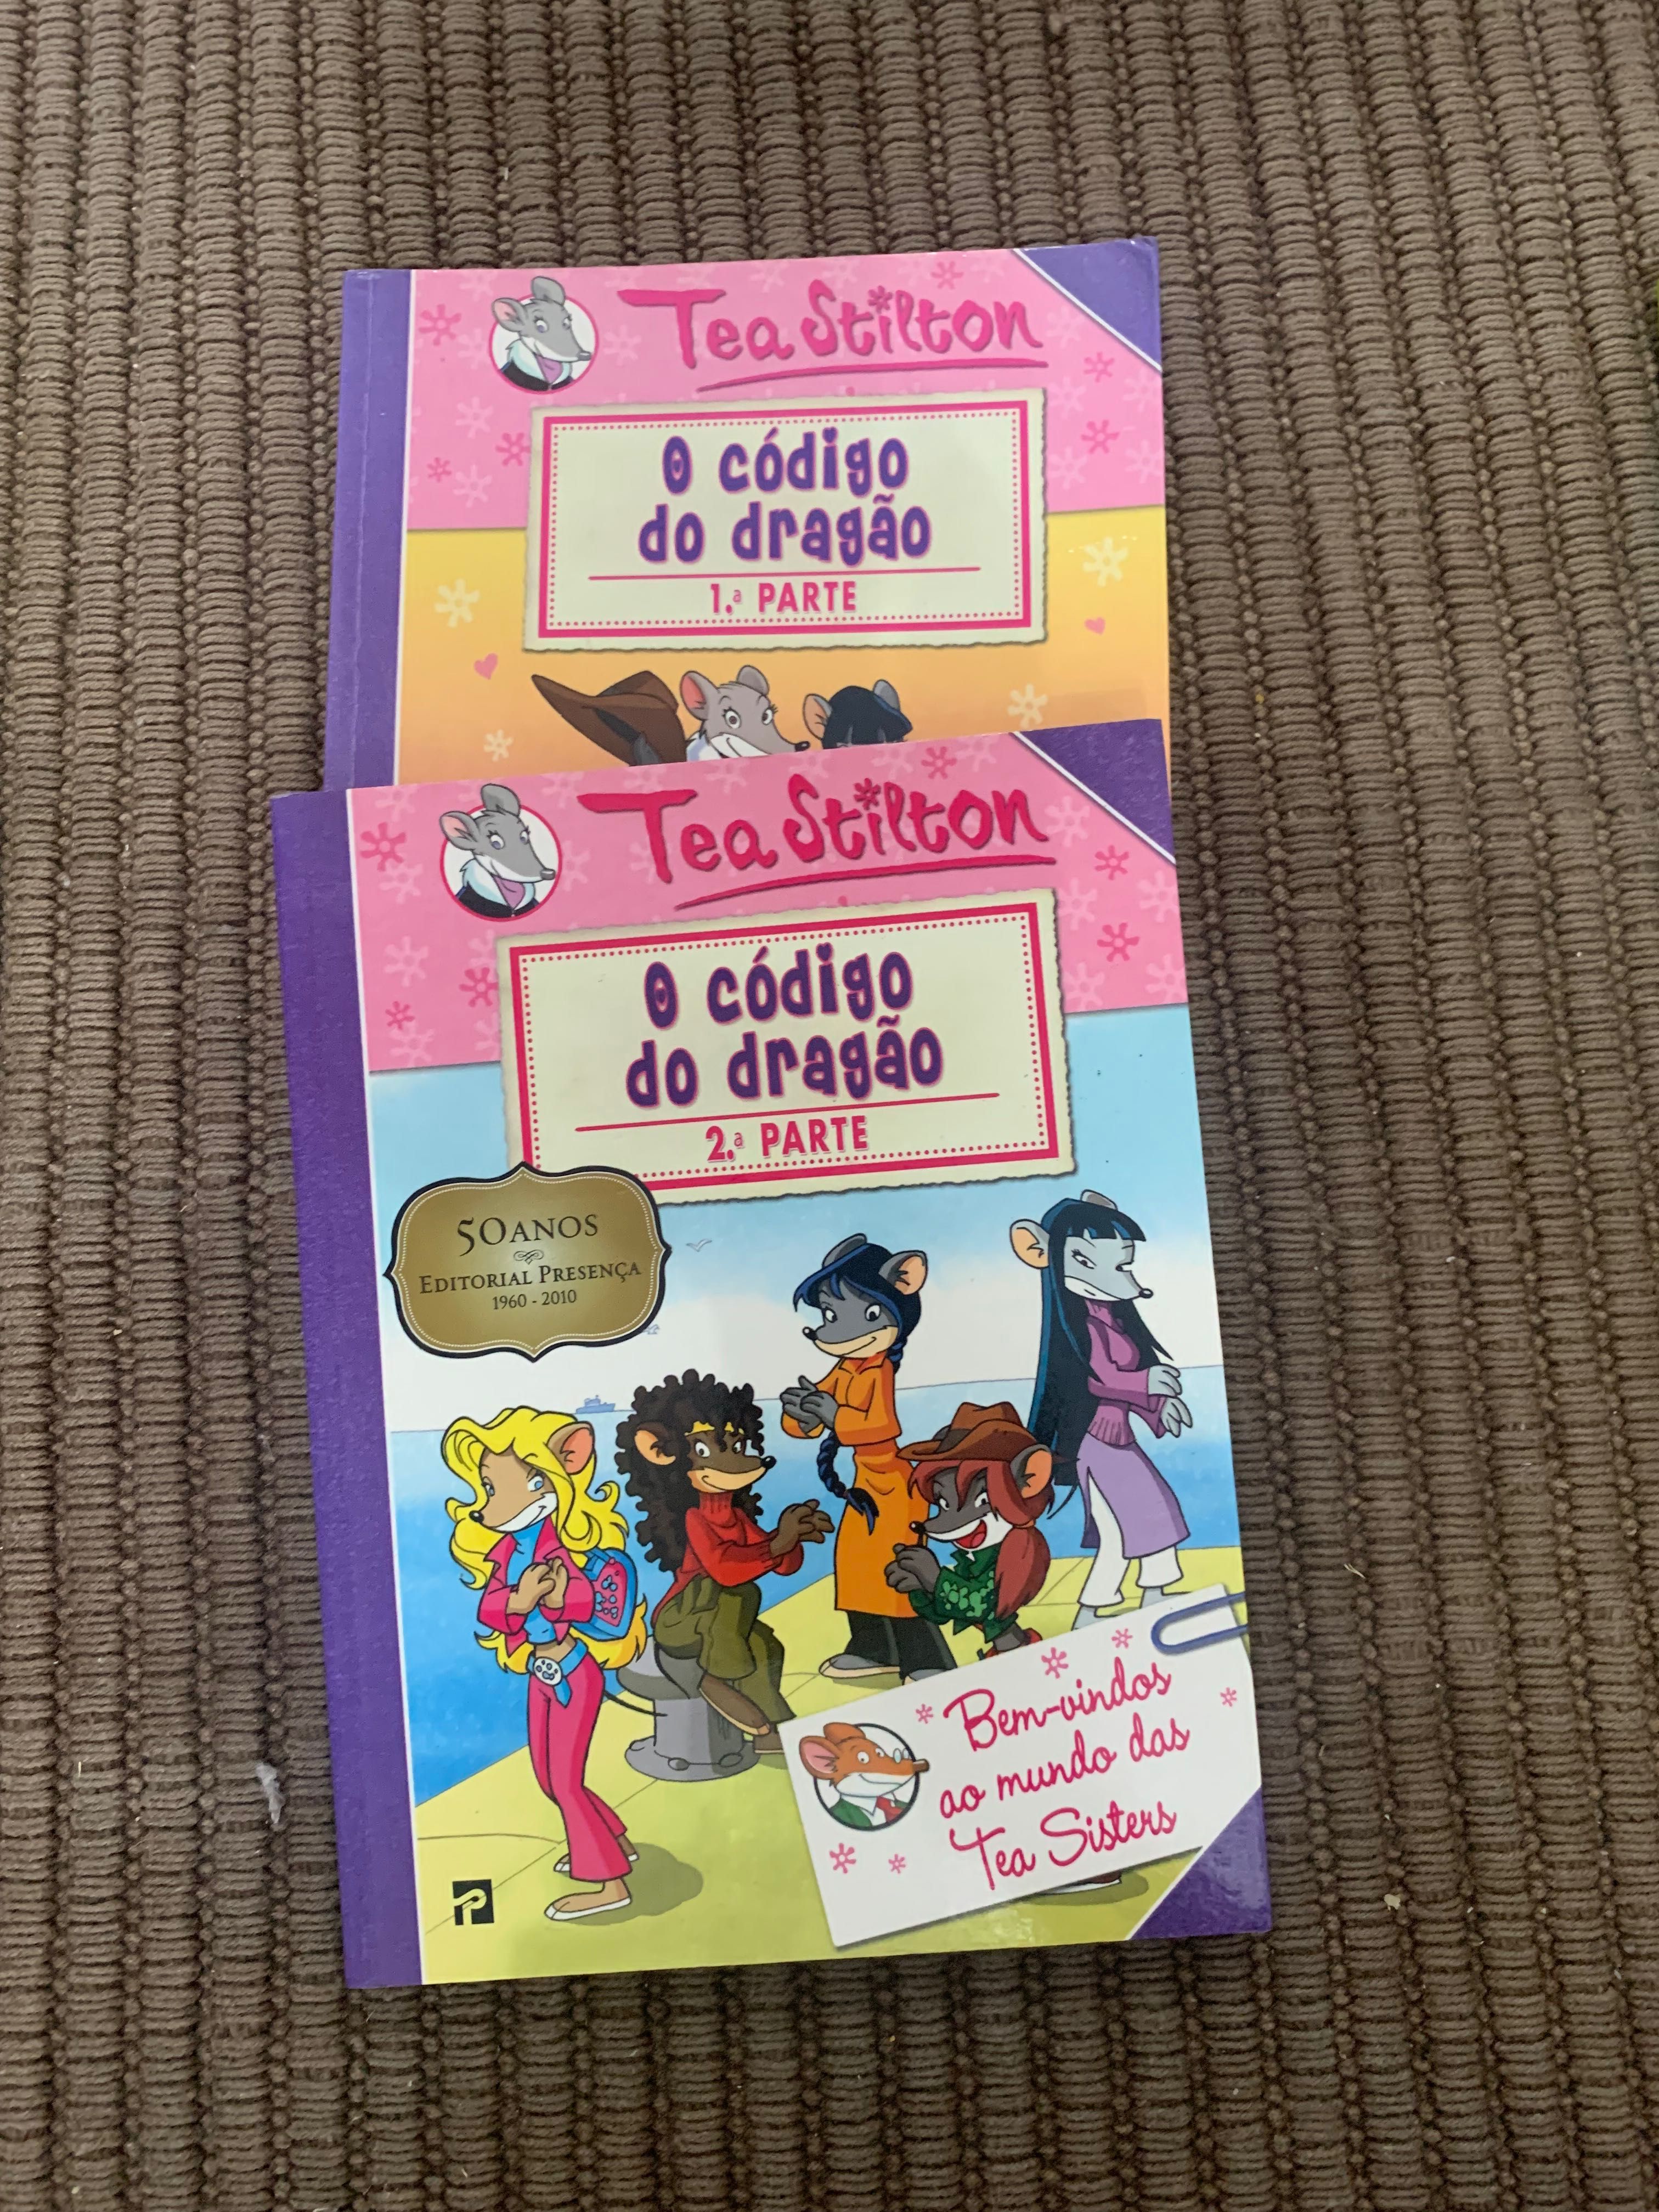 Tea Stilton
O código
do dragão
1.ª PARTE
Tea Stilton
O código
do dragão
2.ª PARTE
50 ANOS
EDITORIAL PRESENÇA
1960 - 2010
Bem-vindos
ao mundo das
Tea Sisters
P